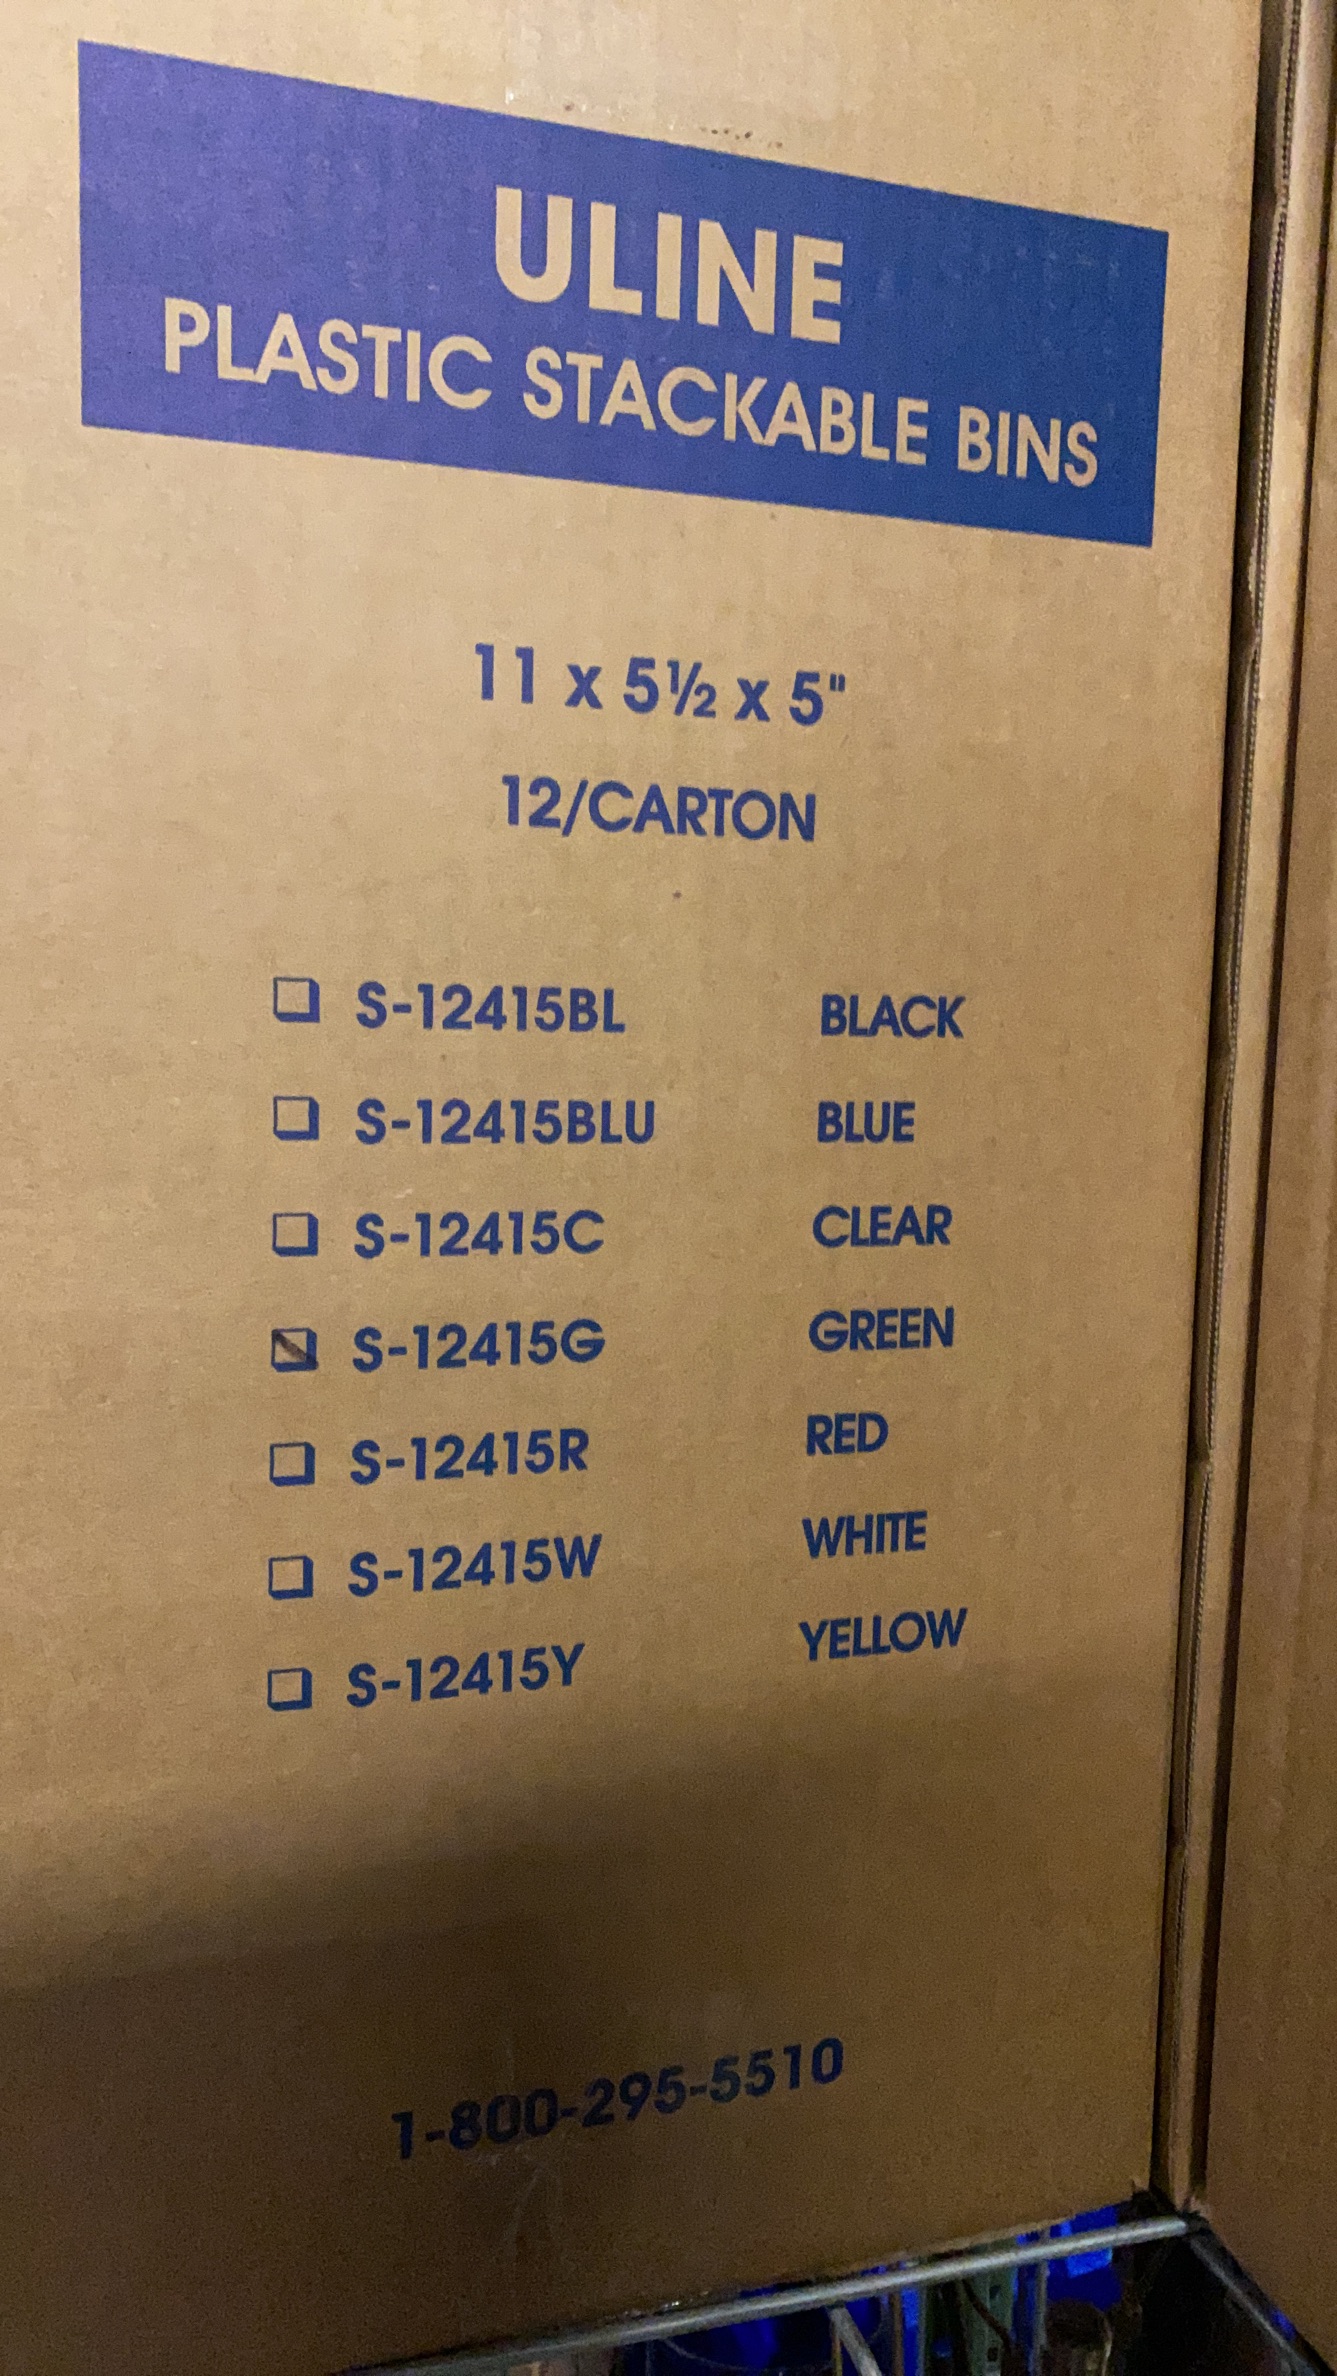 ULINE
PLASTIC STACKABLE BINS
11 x 5½ x 5"
12/CARTON
S-12415BL BLACK
S-12415BLU BLUE
S-12415C CLEAR
S-12415G GREEN
S-12415R RED
S-12415W WHITE
S-12415Y YELLOW
1-800-295-5510